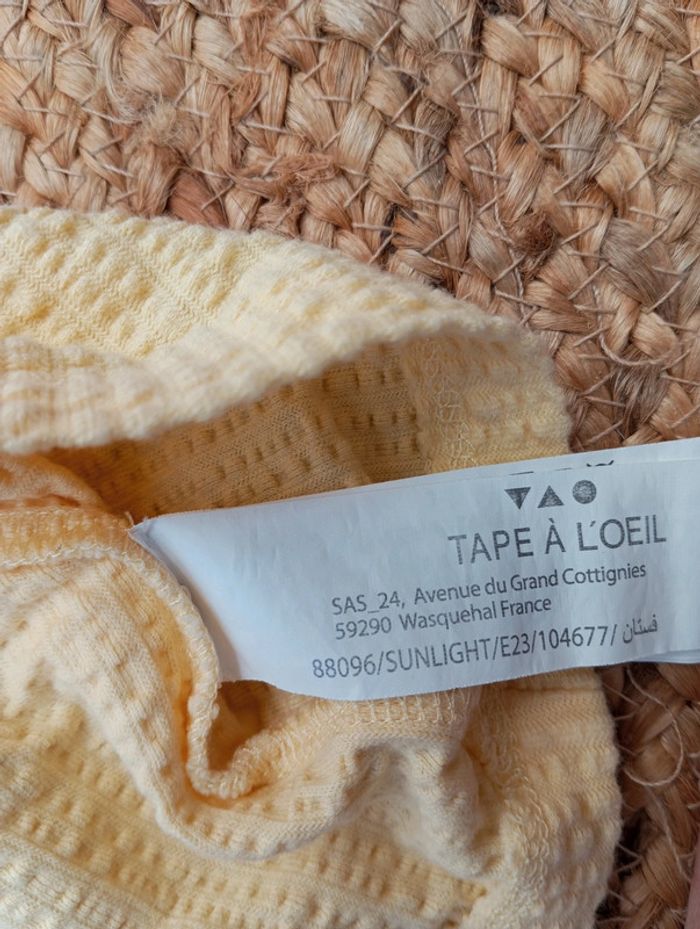 TAPE À L'OEIL
SAS_24, Avenue du Grand Cottignies
59290 Wasquehal France
88096/SUNLIGHT/E23/104677/ فستان